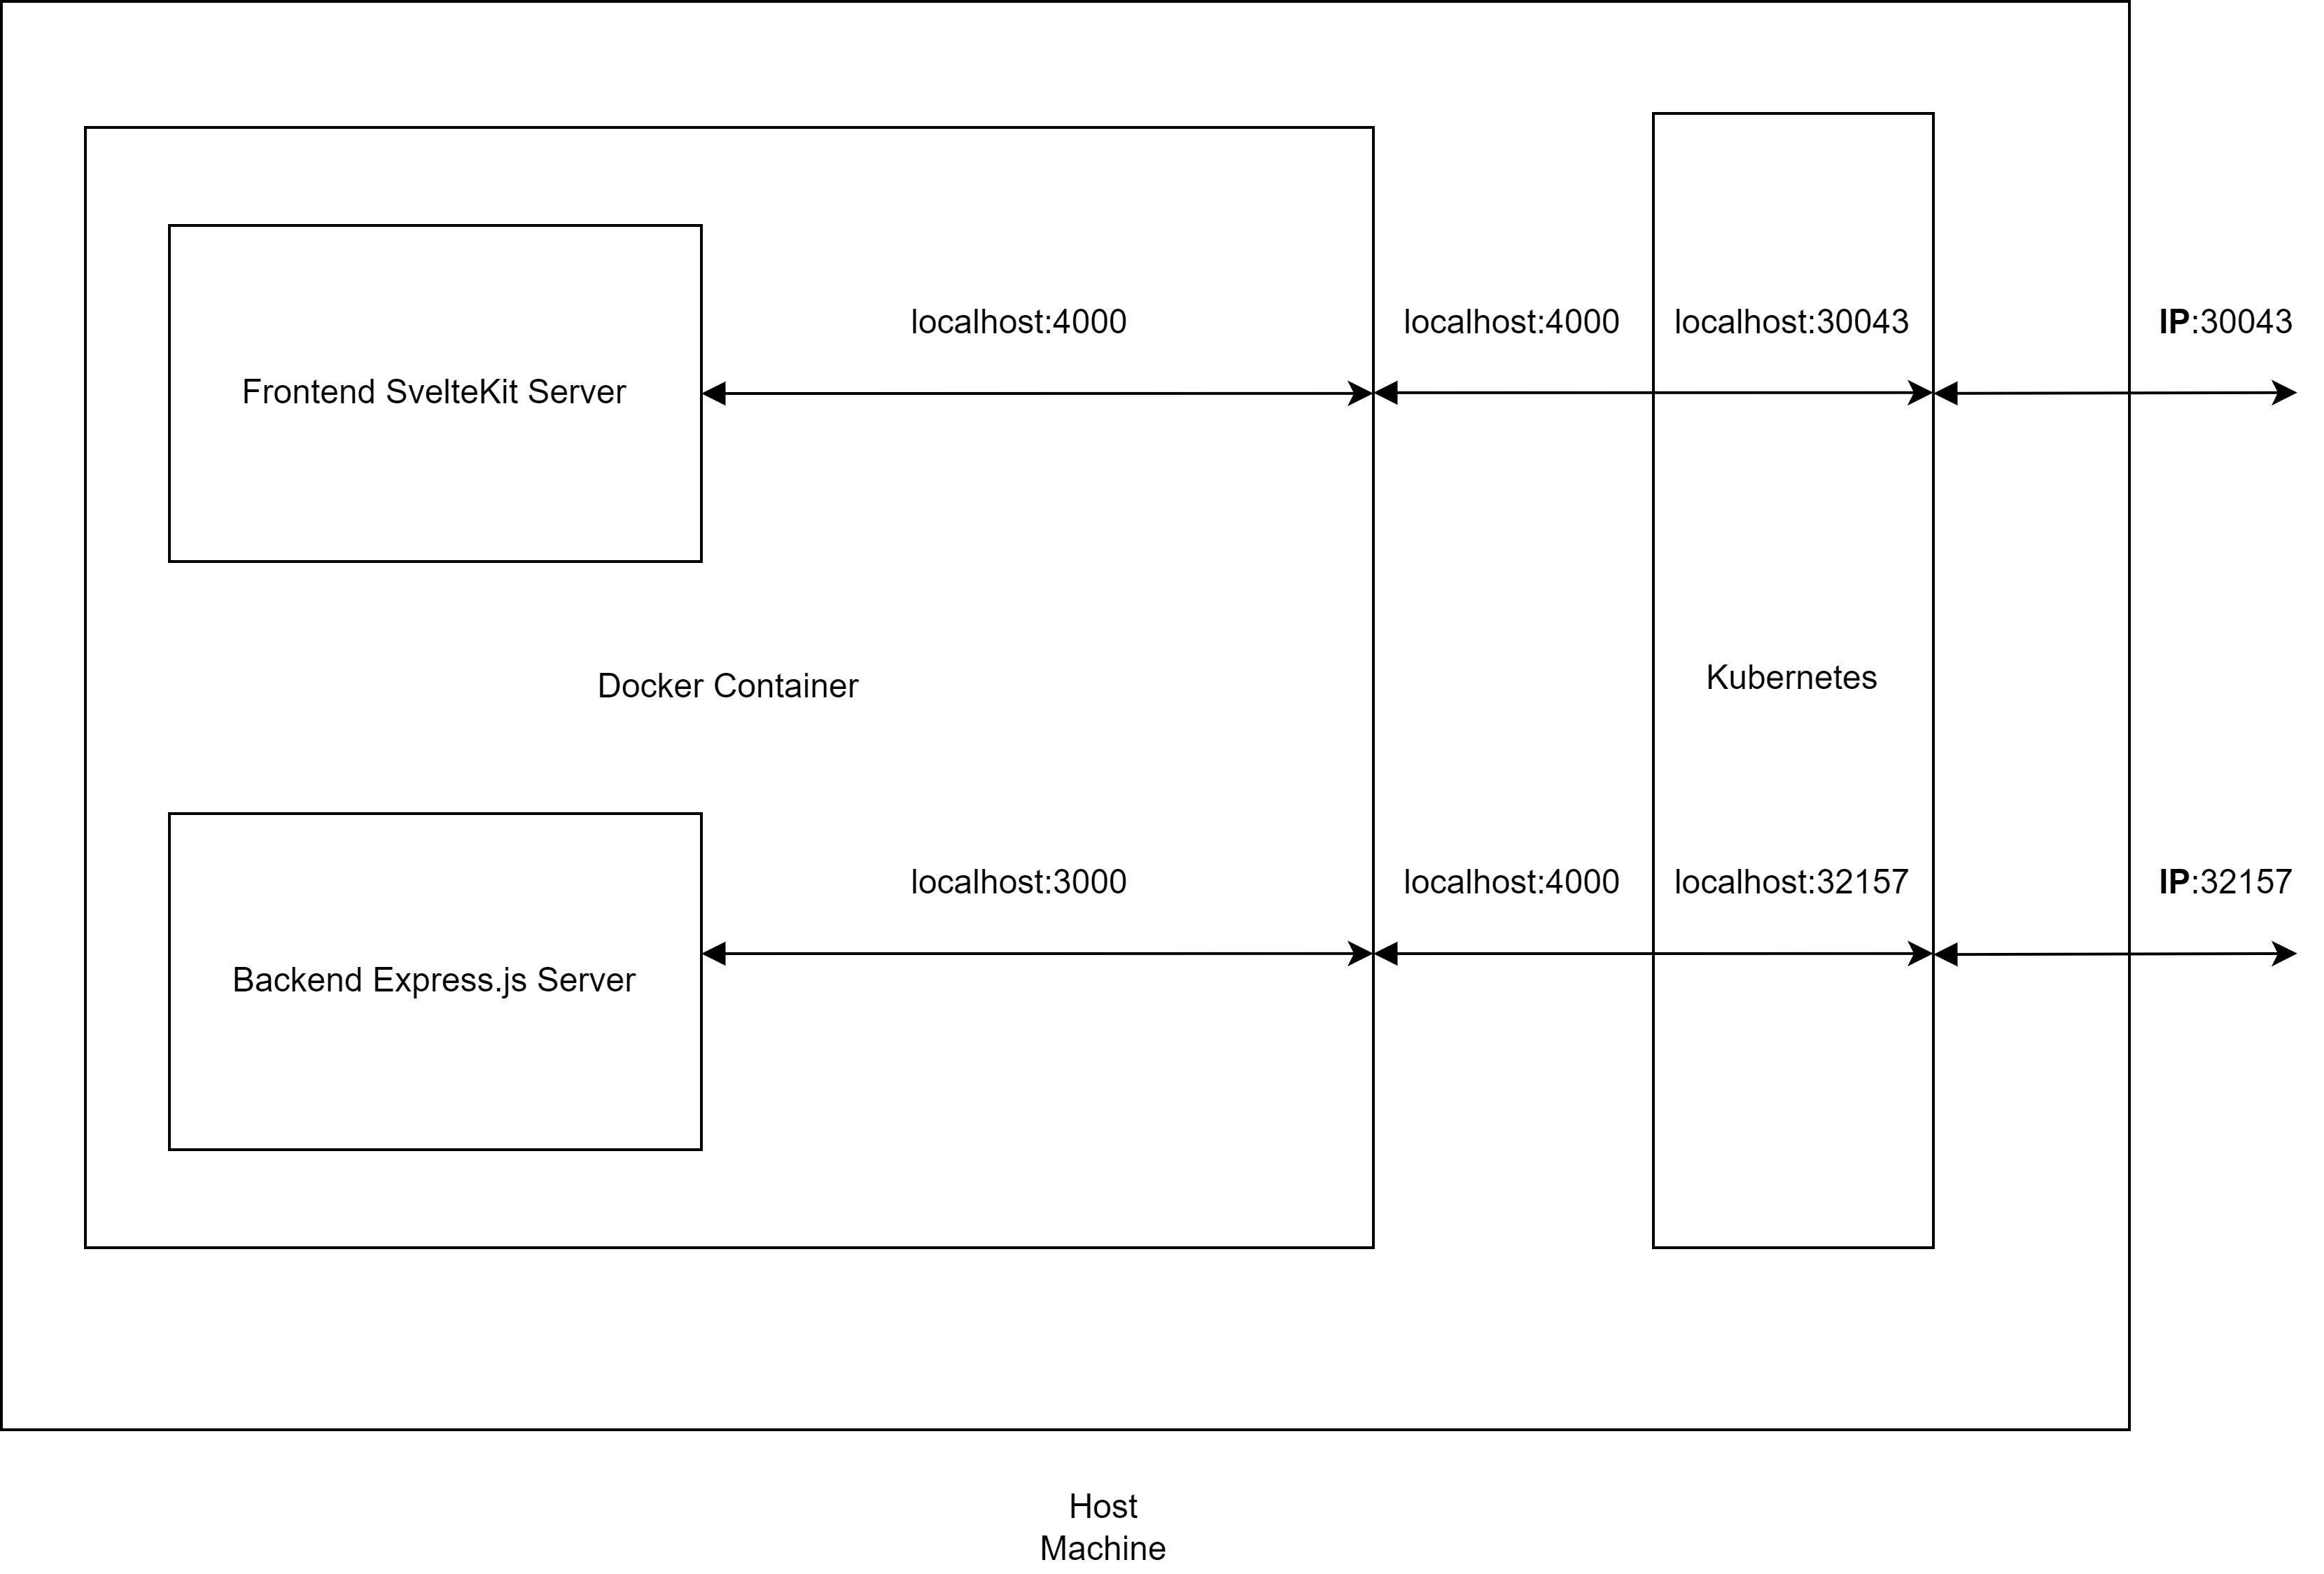 localhost:4000
localhost:4000
localhost:30043
IP:30043
Frontend SvelteKit Server
Docker Container
Kubernetes
localhost:3000
localhost:4000
localhost:32157
IP:32157
Backend Express.js Server
Host
Machine